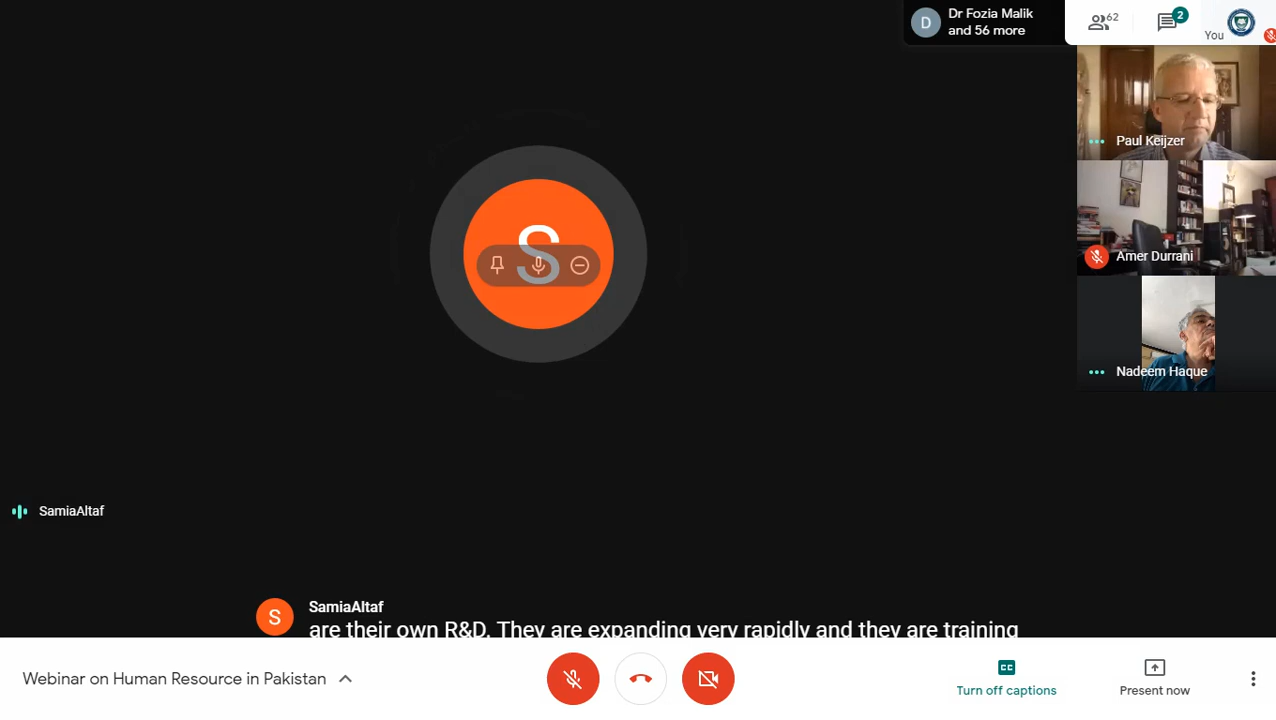 Dr Fozia Malik
and 56 more
D
62
2
You
Paul Keijzer
Amer Durrani
Nadeem Haque
S
SamiaAltaf
S
SamiaAltaf
are their own R&D. They are expanding very rapidly and they are training
Webinar on Human Resource in Pakistan
CC
Turn off captions
Present now